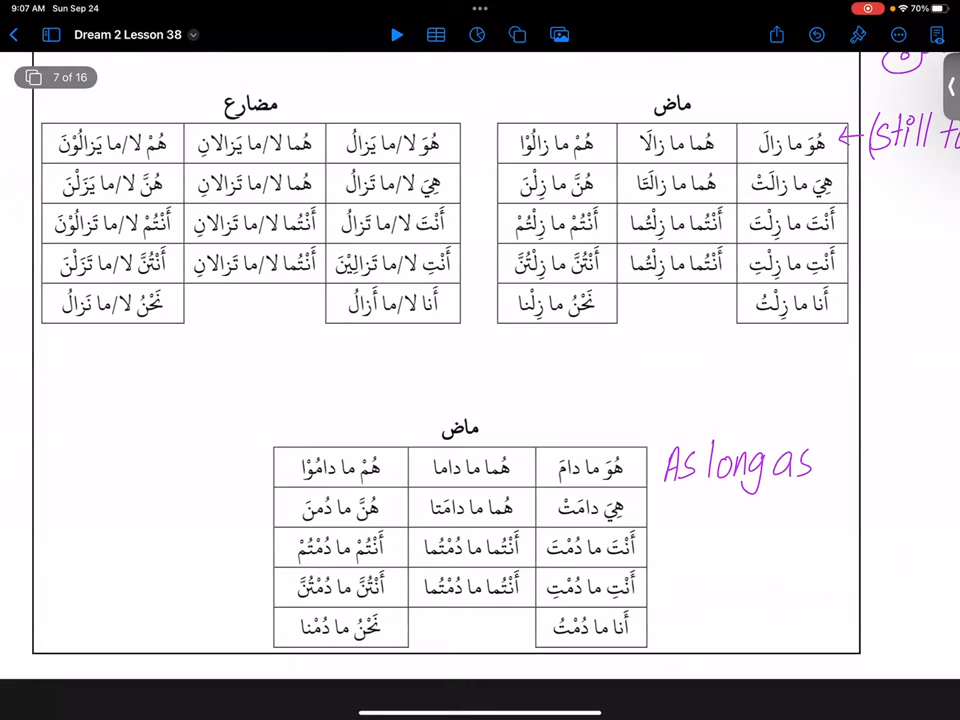 9:07 AM Sun Sep 24
70%
Dream 2 Lesson 38
7 of 16
ماض
هُوَ ما زالَ هُما ما زالَا هُمْ ما زالُوْا
هِيَ ما زالَتْ هُما ما زالَتَا هُنَّ ما زِلْنَ
أَنْتَ ما زِلْتَ أَنْتُما ما زِلْتُما أَنْتُمْ ما زِلْتُمْ
أَنْتِ ما زِلْتِ أَنْتُما ما زِلْتُما أَنْتُنَّ ما زِلْتُنَّ
أَنا ما زِلْتُ نَحْنُ ما زِلْنا
(still to
مضارع
هُوَ لا/ما يَزالُ هُما لا/ما يَزالانِ هُمْ لا/ما يَزالُوْنَ
هِيَ لا/ما تَزالُ هُما لا/ما تَزالانِ هُنَّ لا/ما يَزَلْنَ
أَنْتَ لا/ما تَزالُ أَنْتُما لا/ما تَزالانِ أَنْتُمْ لا/ما تَزالُوْنَ
أَنْتِ لا/ما تَزالِيْنَ أَنْتُما لا/ما تَزالانِ أَنْتُنَّ لا/ما تَزَلْنَ
أَنا لا/ما أَزالُ نَحْنُ لا/ما نَزالُ
ماض
هُوَ ما دامَ هُما ما داما هُمْ ما دامُوْا
هِيَ دامَتْ هُما ما دامَتا هُنَّ ما دُمنَ
أَنْتَ ما دُمْتَ أَنْتُما ما دُمْتُما أَنْتُمْ ما دُمْتُمْ
أَنْتِ ما دُمْتِ أَنْتُما ما دُمْتُما أَنْتُنَّ ما دُمْتُنَّ
أَنا ما دُمْتُ نَحْنُ ما دُمْنا
As long as